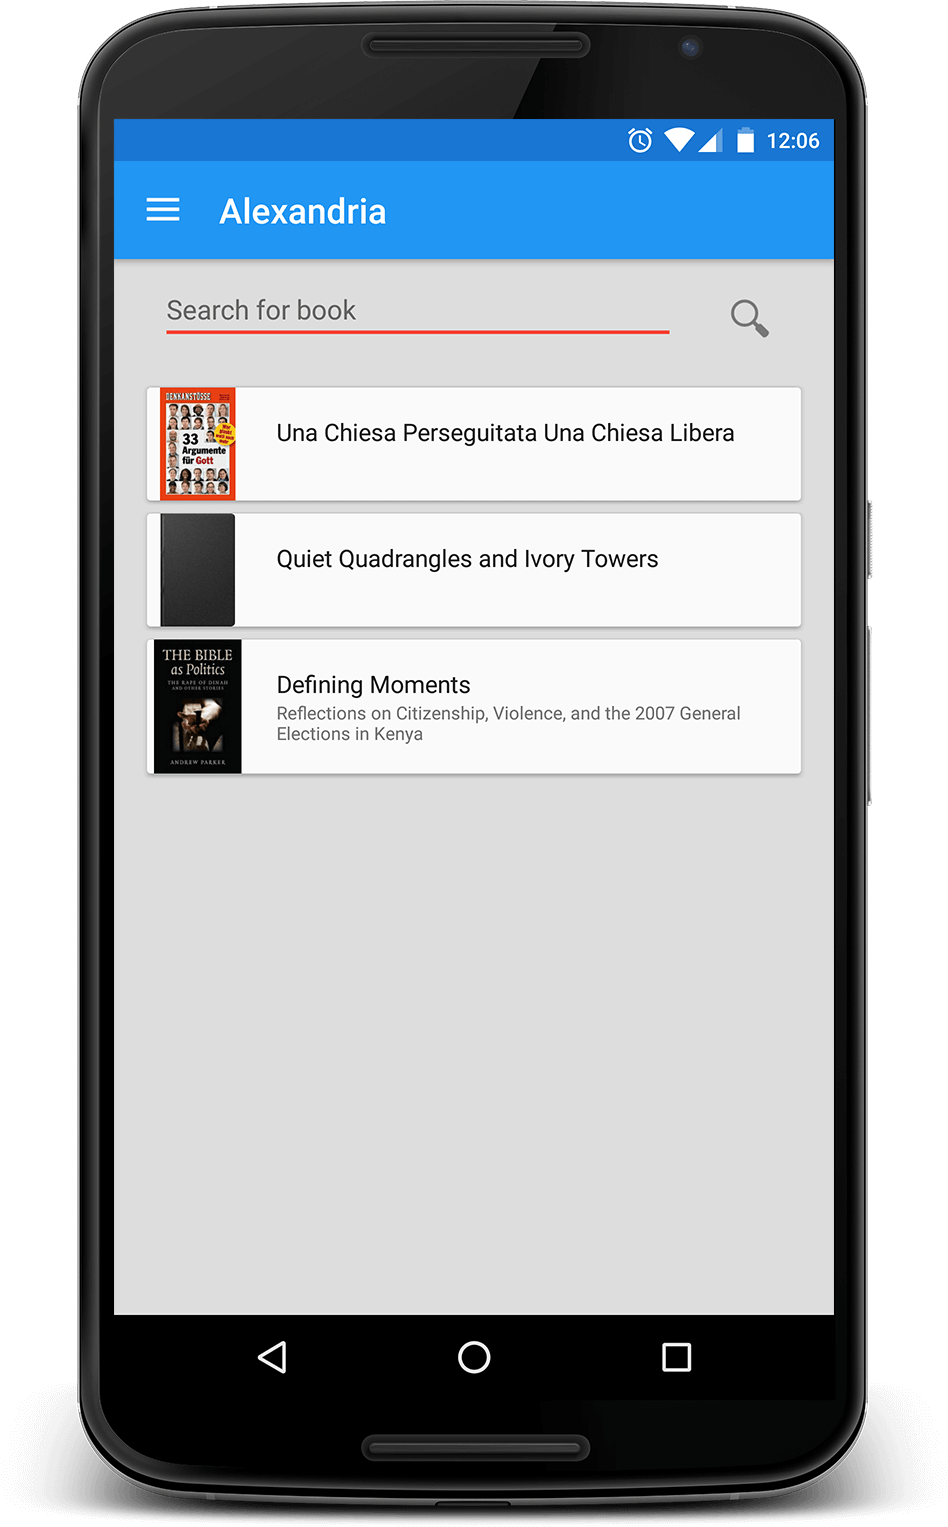 12:06
Alexandria
Search for book
DENKANSTÖSSE
33
Argumente
für Gott
Una Chiesa Perseguitata Una Chiesa Libera
Quiet Quadrangles and Ivory Towers
THE BIBLE
as Politics
THE RAPE OF DINAH
AND OTHER STORIES
ANDREW PARKER
Defining Moments
Reflections on Citizenship, Violence, and the 2007 General
Elections in Kenya